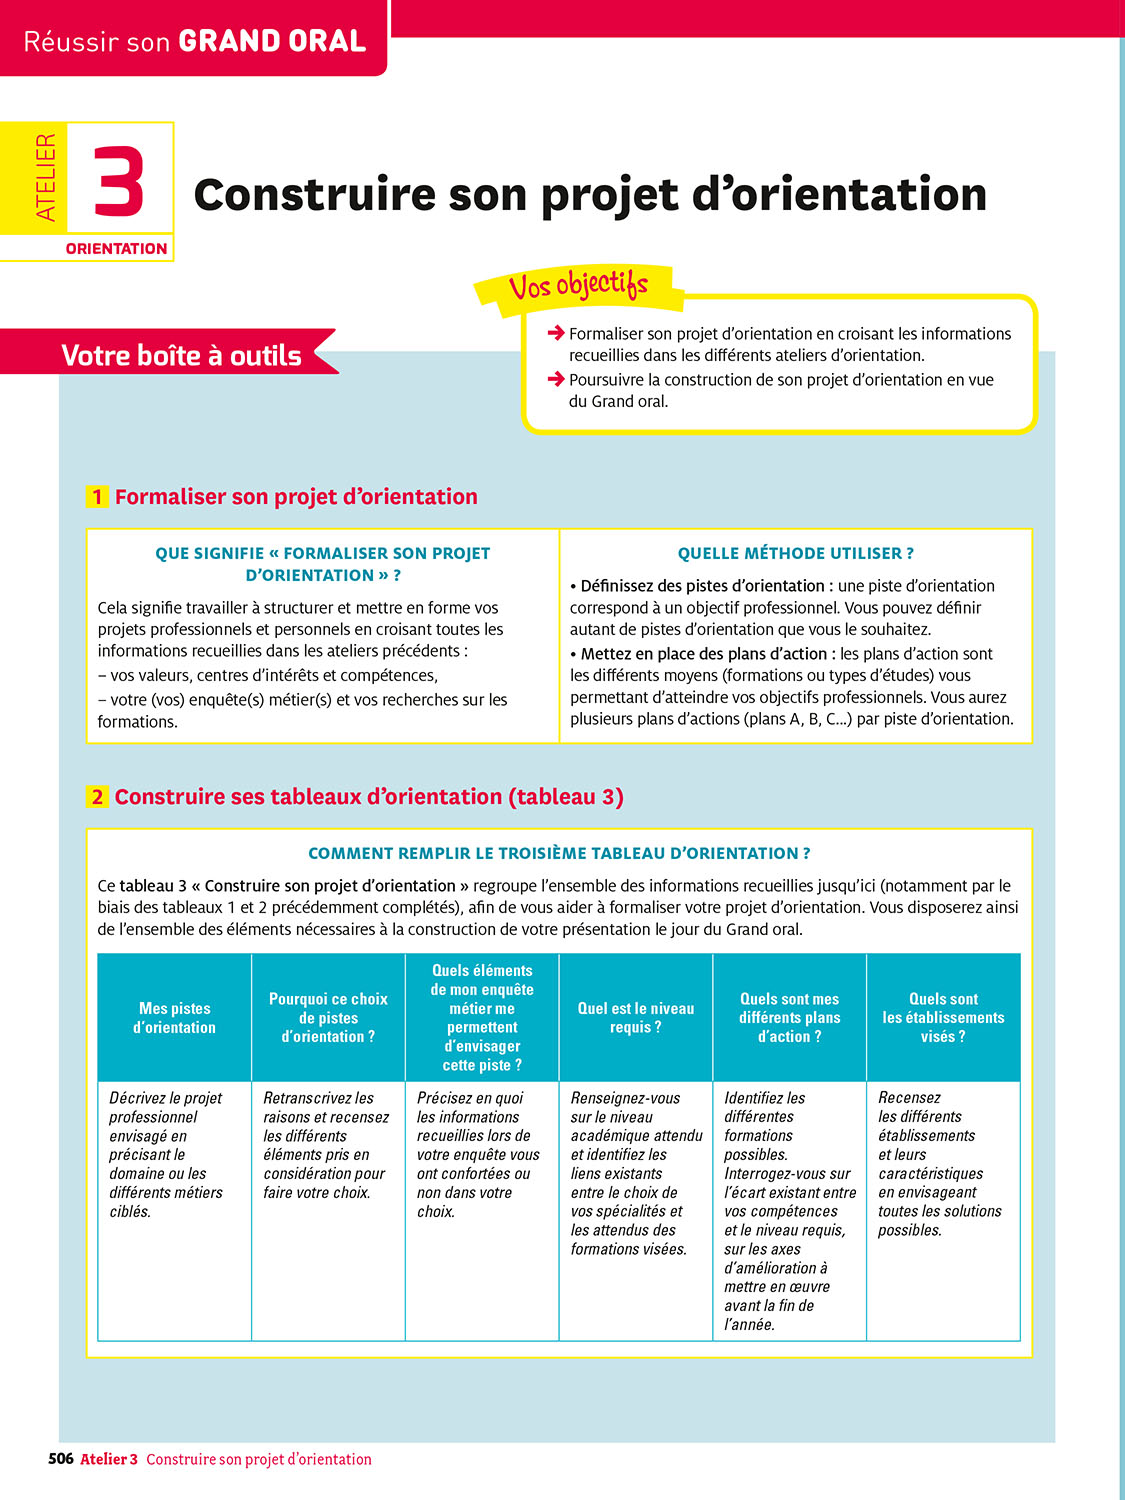 Réussir son GRAND ORAL
ATELIER
3
ORIENTATION
Construire son projet d'orientation
Vos objectifs
→ Formaliser son projet d'orientation en croisant les informations
recueillies dans les différents ateliers d'orientation.
→ Poursuivre la construction de son projet d'orientation en vue
du Grand oral.
Votre boîte à outils
1 Formaliser son projet d'orientation
QUE SIGNIFIE « FORMALISER SON PROJET
D'ORIENTATION » ?
Cela signifie travailler à structurer et mettre en forme vos
projets professionnels et personnels en croisant toutes les
informations recueillies dans les ateliers précédents :
– vos valeurs, centres d'intérêts et compétences,
– votre (vos) enquête(s) métier(s) et vos recherches sur les
formations.
QUELLE MÉTHODE UTILISER ?
• Définissez des pistes d'orientation : une piste d'orientation
correspond à un objectif professionnel. Vous pouvez définir
autant de pistes d'orientation que vous le souhaitez.
• Mettez en place des plans d'action : les plans d'action sont
les différents moyens (formations ou types d'études) vous
permettant d'atteindre vos objectifs professionnels. Vous aurez
plusieurs plans d'actions (plans A, B, C...) par piste d'orientation.
2 Construire ses tableaux d'orientation (tableau 3)
COMMENT REMPLIR LE TROISIÈME TABLEAU D'ORIENTATION ?
Ce tableau 3 « Construire son projet d'orientation » regroupe l'ensemble des informations recueillies jusqu'ici (notamment par le
biais des tableaux 1 et 2 précédemment complétés), afin de vous aider à formaliser votre projet d'orientation. Vous disposerez ainsi
de l'ensemble des éléments nécessaires à la construction de votre présentation le jour du Grand oral.
Mes pistes
d'orientation
Pourquoi ce choix
de pistes
d'orientation ?
Quels éléments
de mon enquête
métier me
permettent
d'envisager
cette piste ?
Quel est le niveau
requis ?
Quels sont mes
différents plans
d'action ?
Quels sont
les établissements
visés ?
Décrivez le projet
professionnel
envisagé en
précisant le
domaine ou les
différents métiers
ciblés.
Retranscrivez les
raisons et recensez
les différents
éléments pris en
considération pour
faire votre choix.
Précisez en quoi
les informations
recueillies lors de
votre enquête vous
ont confortées ou
non dans votre
choix.
Renseignez-vous
sur le niveau
académique attendu
et identifiez les
liens existants
entre le choix de
vos spécialités et
les attendus des
formations visées.
Identifiez les
différentes
formations
possibles.
Interrogez-vous sur
l'écart existant entre
vos compétences
et le niveau requis,
sur les axes
d'amélioration à
mettre en œuvre
avant la fin de
l'année.
Recensez
les différents
établissements
et leurs
caractéristiques
en envisageant
toutes les solutions
possibles.
506 Atelier 3 Construire son projet d'orientation